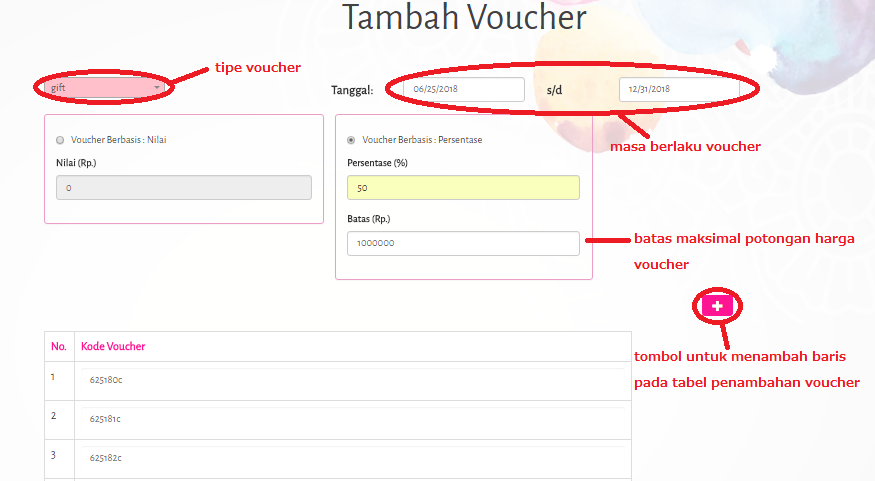 Tambah Voucher
tipe voucher
gift
Tanggal:
06/25/2018
s/d
12/31/2018
masa berlaku voucher
Voucher Berbasis : Nilai
Nilai (Rp.)
0
Voucher Berbasis : Persentase
Persentase (%)
50
Batas (Rp.)
1000000
batas maksimal potongan harga
voucher
+
tombol untuk menambah baris
pada tabel penambahan voucher
No. Kode Voucher
1 625180c
2 625181c
3 625182c